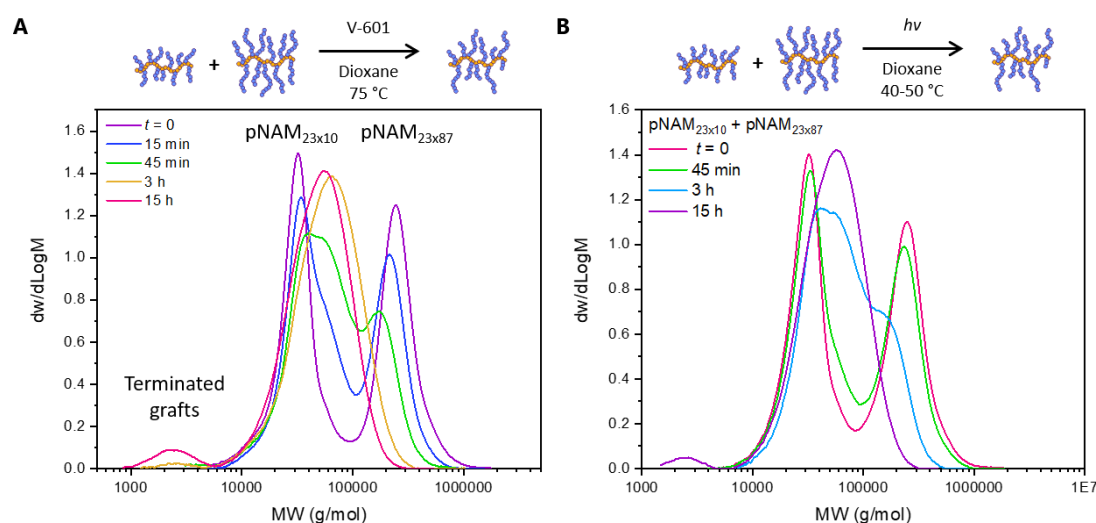 A
+
V-601
Dioxane
75 °C
t = 0
15 min
45 min
3 h
15 h
pNAM23x10
pNAM23x87
Terminated
grafts
dw/dLogM
1.6
1.4
1.2
1.0
0.8
0.6
0.4
0.2
0.0
1000
10000
100000
1000000
MW (g/mol)
B
+
hv
Dioxane
40-50 °C
pNAM23x10 + pNAM23x87
t = 0
45 min
3 h
15 h
dw/dLogM
1.6
1.4
1.2
1.0
0.8
0.6
0.4
0.2
0.0
1000
10000
100000
1000000
1E7
MW (g/mol)